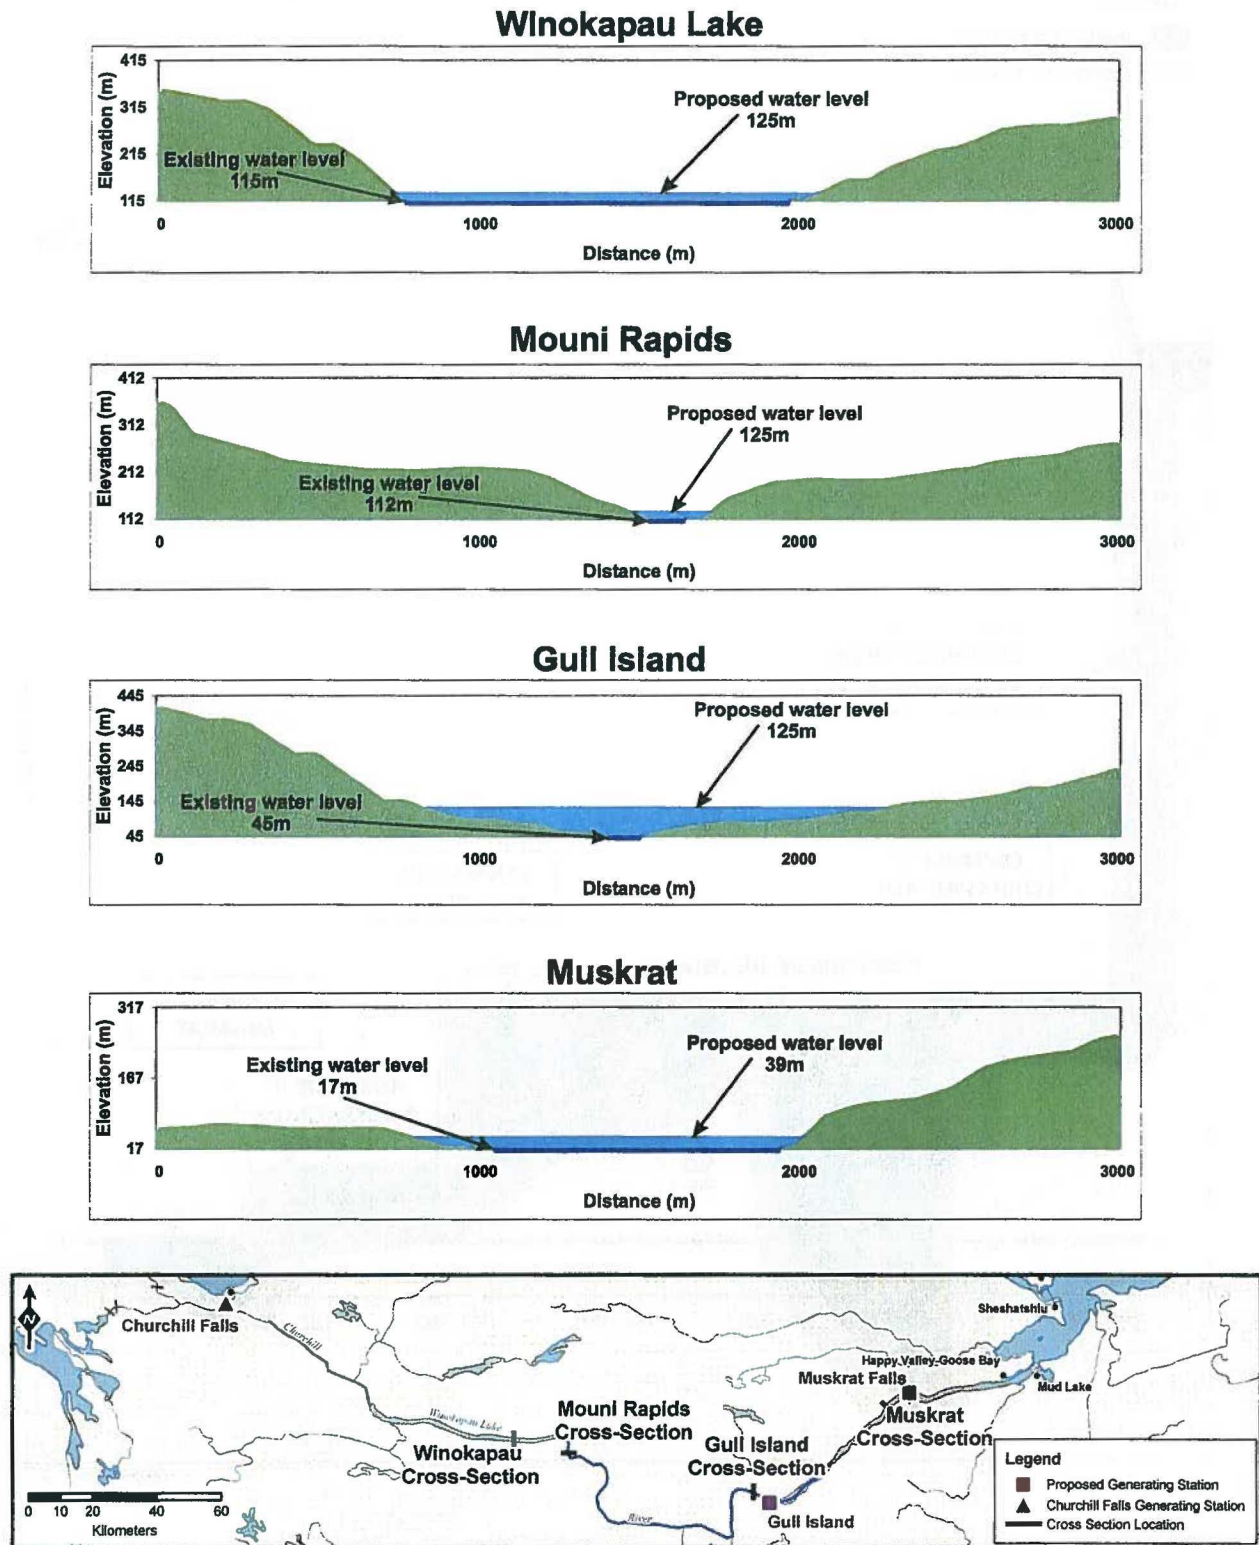 Winokapau Lake
415
315
215
115
Elevation (m)
Proposed water level
125m
Existing water level
115m
0 1000 2000 3000
Distance (m)
Mouni Rapids
412
312
212
112
Elevation (m)
Proposed water level
125m
Existing water level
112m
0 1000 2000 3000
Distance (m)
Gull Island
445
345
245
145
45
Elevation (m)
Proposed water level
125m
Existing water level
45m
0 1000 2000 3000
Distance (m)
Muskrat
317
167
17
Elevation (m)
Existing water level
17m
Proposed water level
39m
0 1000 2000 3000
Distance (m)
N
Churchill Falls
Churchill
Winokapau Lake
Winokapau
Cross-Section
Mouni Rapids
Cross-Section
River
Gull Island
Cross-Section
Gull Island
Muskrat Falls
Muskrat
Cross-Section
Happy Valley-Goose Bay
Mud Lake
Sheshatshiu
0 10 20 40 60
Kilometers
Legend
Proposed Generating Station
Churchill Falls Generating Station
Cross Section Location